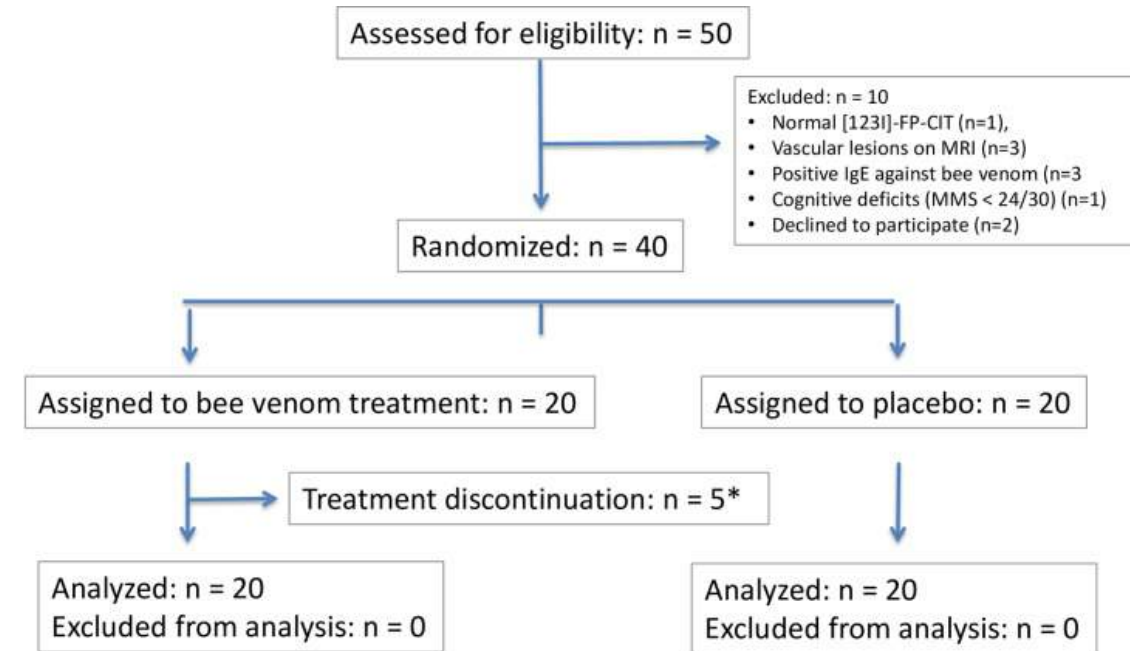 Assessed for eligibility: n = 50
Excluded: n = 10
• Normal [123I]-FP-CIT (n=1),
• Vascular lesions on MRI (n=3)
• Positive IgE against bee venom (n=3
• Cognitive deficits (MMS < 24/30) (n=1)
• Declined to participate (n=2)
Randomized: n = 40
Assigned to bee venom treatment: n = 20
Assigned to placebo: n = 20
Treatment discontinuation: n = 5*
Analyzed: n = 20
Excluded from analysis: n = 0
Analyzed: n = 20
Excluded from analysis: n = 0